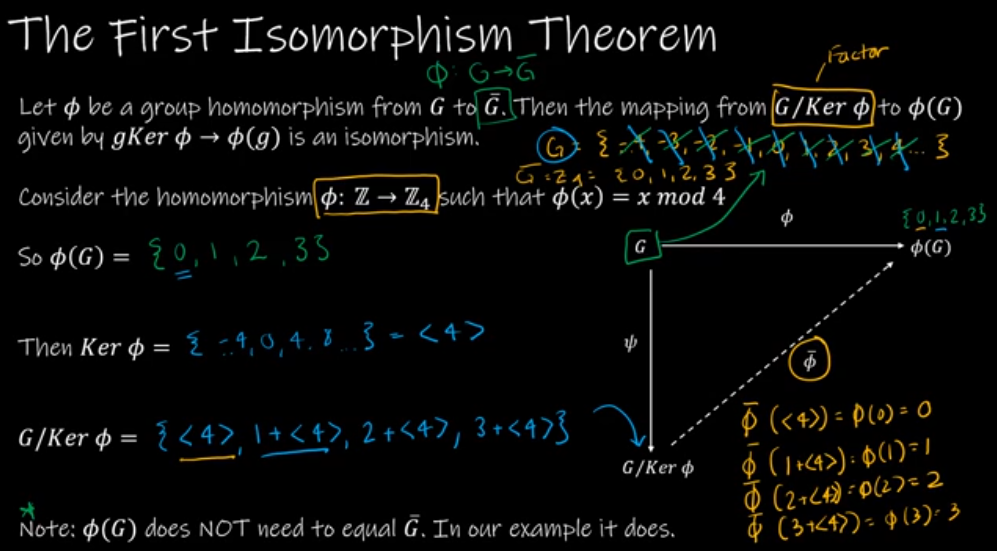 The First Isomorphism Theorem
Factor
ϕ: G→Ḡ
Let ϕ be a group homomorphism from G to Ḡ. Then the mapping from G/Ker ϕ to ϕ(G)
given by gKer ϕ → ϕ(g) is an isomorphism.
G = {...-4, -3, -2, -1, 0, 1, 2, 3, 4 ... }
Ḡ = Z4 = {0, 1, 2, 3}
Consider the homomorphism ϕ: ℤ → ℤ₄ such that ϕ(x) = x mod 4
So ϕ(G) = {0, 1, 2, 3}
Then Ker ϕ = {...-4, 0, 4, 8 ...} = <4>
G/Ker ϕ = {<4>, 1+<4>, 2+<4>, 3+<4>}
Note: ϕ(G) does NOT need to equal Ḡ. In our example it does.
ϕ
{0, 1, 2, 3}
G
ϕ(G)
ψ
ϕ̄
G/Ker ϕ
ϕ̄ (<4>) = ϕ(0) = 0
ϕ̄ (1+<4>) = ϕ(1) = 1
ϕ̄ (2+<4>) = ϕ(2) = 2
ϕ̄ (3+<4>) = ϕ(3) = 3